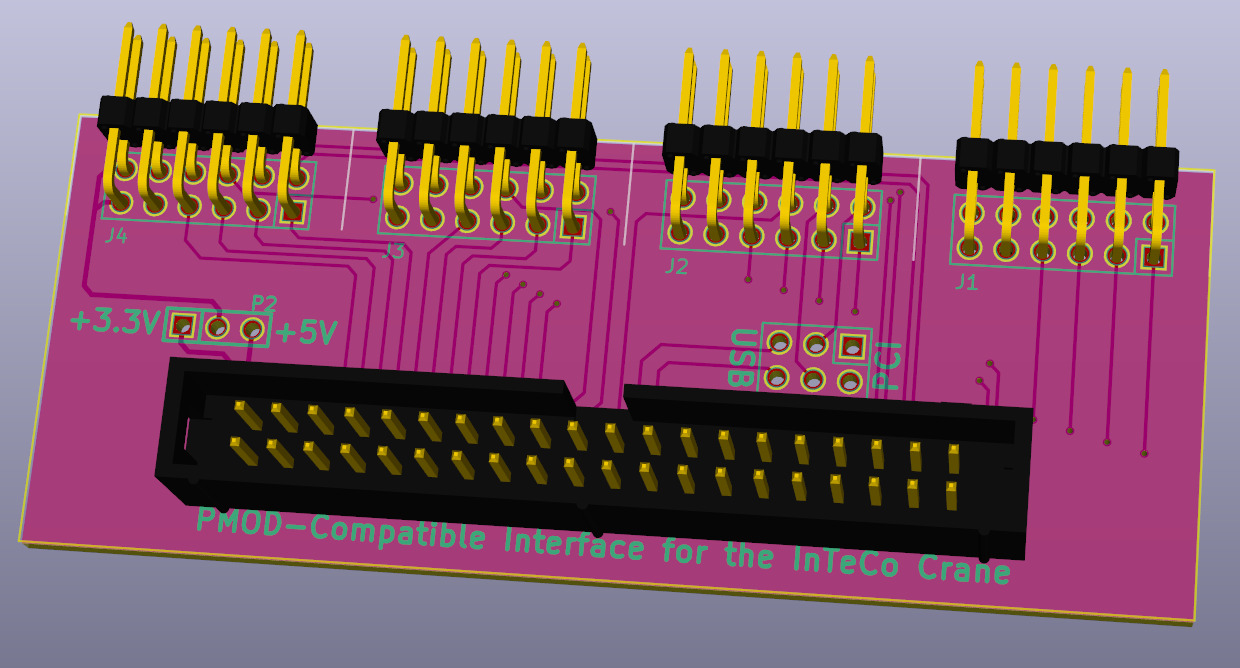 J4
J3
J2
J1
P2
+3.3V
+5V
USB
PCI
PMOD-Compatible Interface for the InTeCo Crane